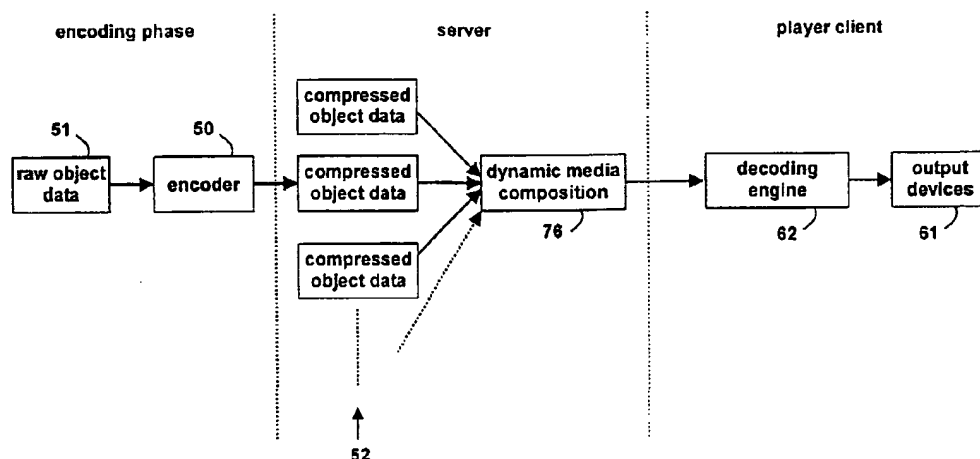 encoding phase
server
player client
compressed
object data
51
50
raw object
data
encoder
compressed
object data
dynamic media
composition
decoding
engine
output
devices
76
62
61
compressed
object data
52